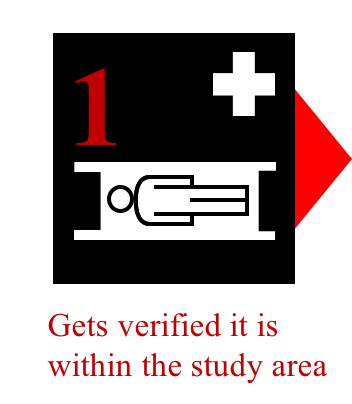 1
Gets verified it is
within the study area